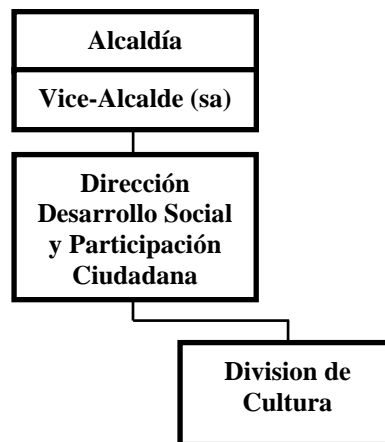 Alcaldía
Vice-Alcalde (sa)
Dirección
Desarrollo Social
y Participación
Ciudadana
Division de
Cultura